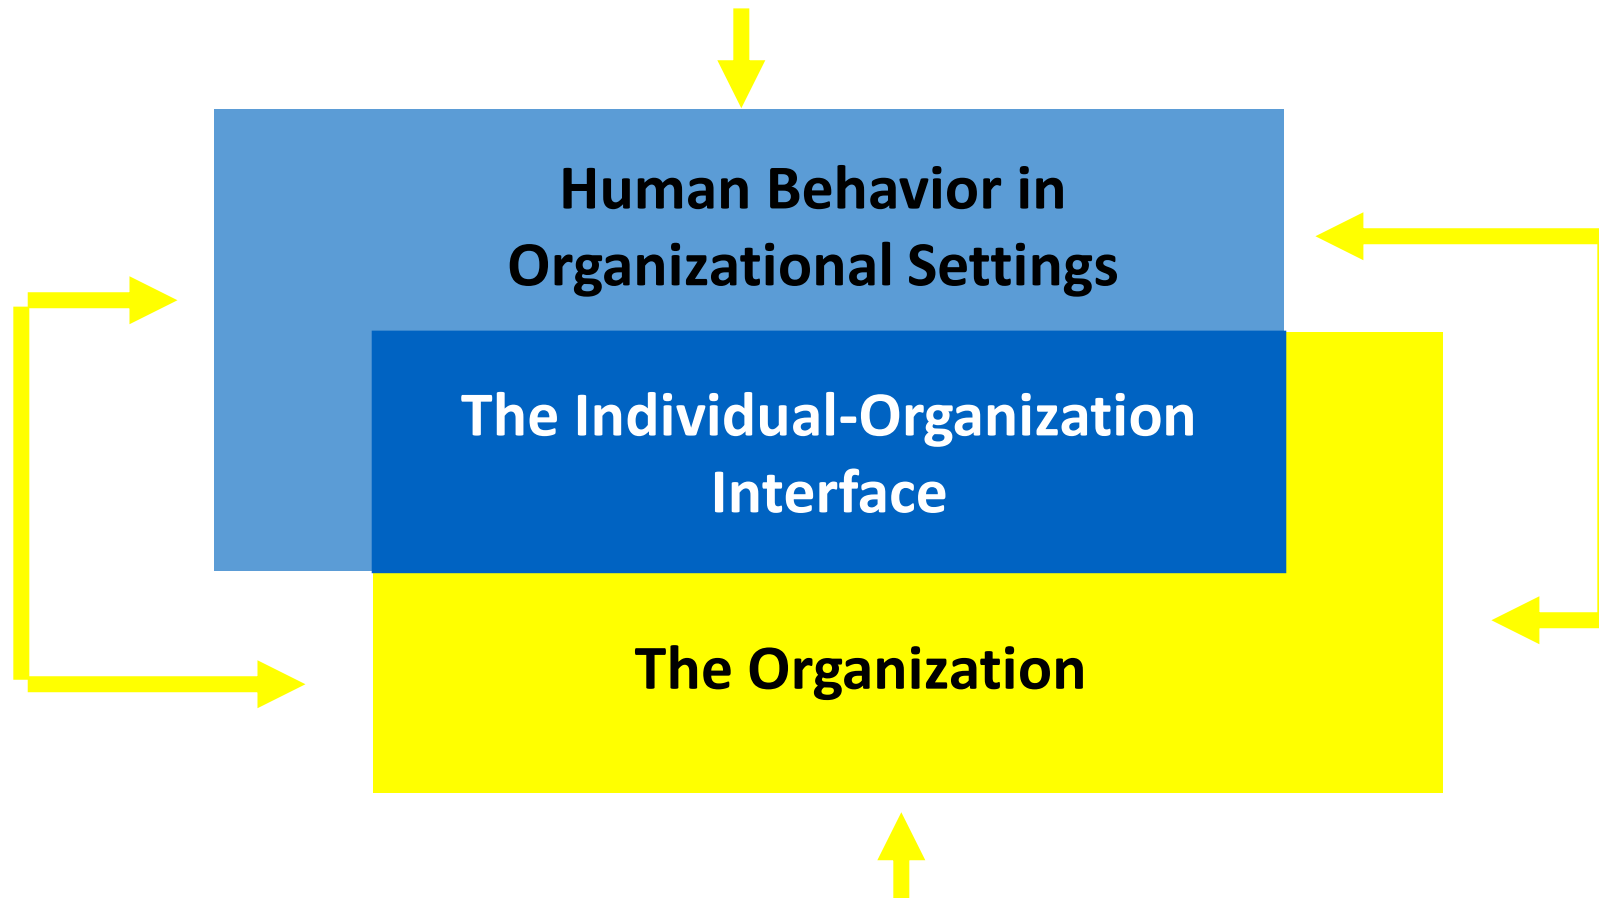 Human Behavior in
Organizational Settings
The Individual-Organization
Interface
The Organization